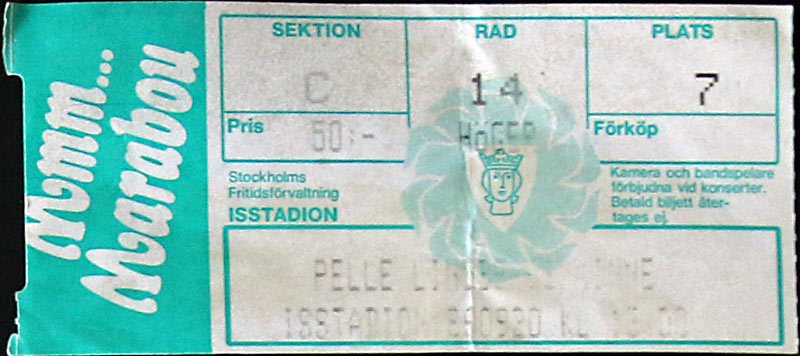 Mmm...
Marabou
SEKTION RAD PLATS
C 14 7
Pris 50:- HÖGER Förköp
Stockholms
Fritidsförvaltning
ISSTADION
Kamera och bandspelare
förbjudna vid konserter.
Betald biljett åter-
tages ej.
PELLE
ISSTADION 860920 KL